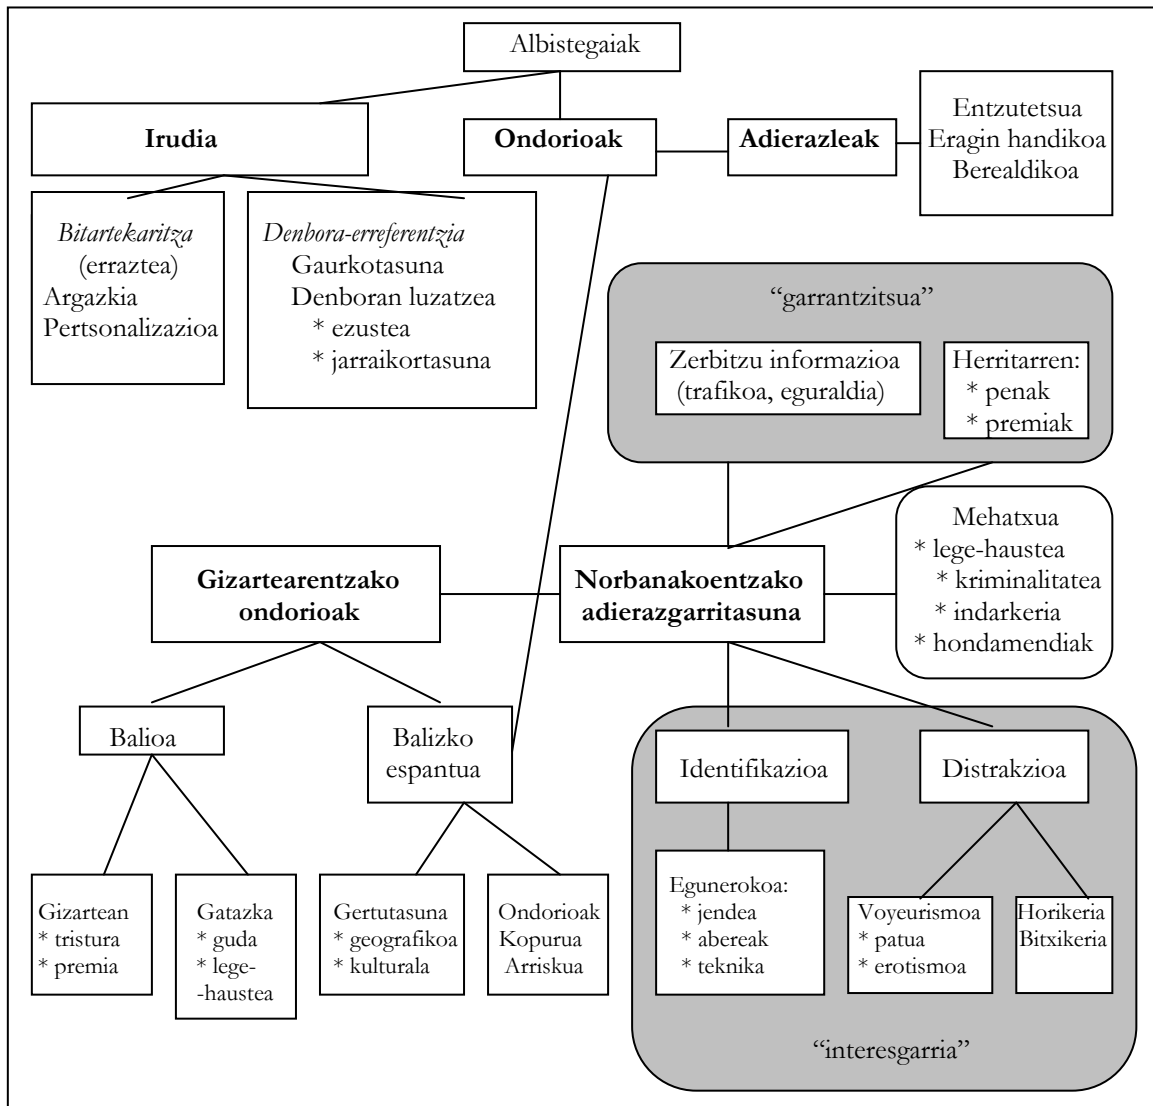 Albistegaiak
Irudia
Ondorioak
Adierazleak
Entzutetsua
Eragin handikoa
Berealdikoa
Bitartekaritza
(erraztea)
Argazkia
Pertsonalizazioa
Denbora-erreferentzia
Gaurkotasuna
Denboran luzatzea
* ezustea
* jarraikortasuna
“garrantzitsua”
Zerbitzu informazioa
(trafikoa, eguraldia)
Herritarren:
* penak
* premiak
Gizartearentzako
ondorioak
Norbanakoentzako
adierazgarritasuna
Mehatxua
* lege-haustea
* kriminalitatea
* indarkeria
* hondamendiak
Balioa
Balizko
espantua
Identifikazioa
Distrakzioa
Gizartean
* tristura
* premia
Gatazka
* guda
* lege-
-haustea
Gertutasuna
* geografikoa
* kulturala
Ondorioak
Kopurua
Arriskua
Egunerokoa:
* jendea
* abereak
* teknika
Voyeurismoa
* patua
* erotismoa
Horikeria
Bitxikeria
“interesgarria”